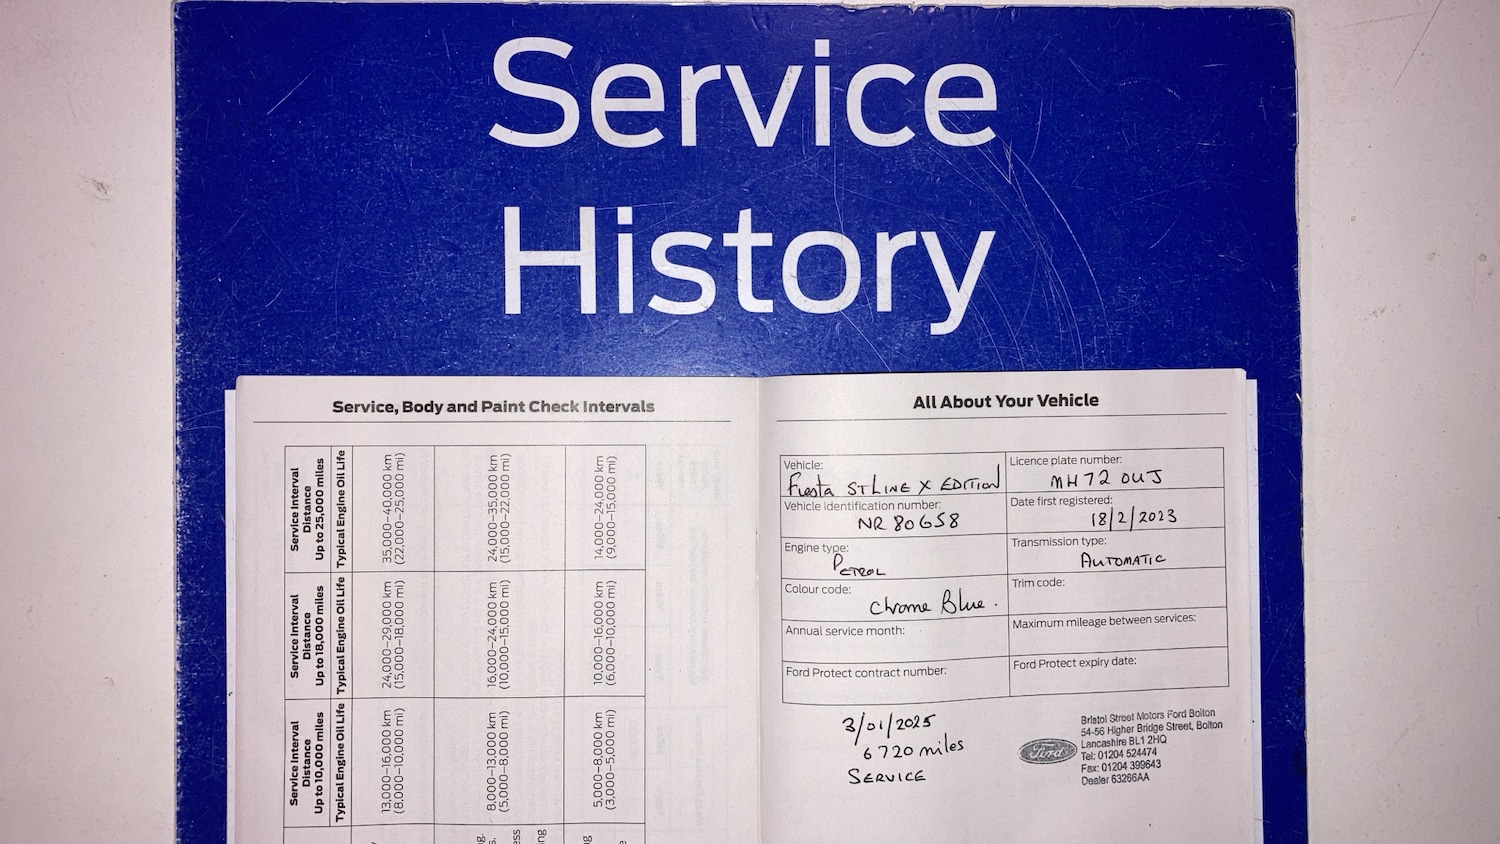 Service
History
Service, Body and Paint Check Intervals
Service Interval
Distance
Up to 10,000 miles
Service Interval
Distance
Up to 18,000 miles
Service Interval
Distance
Up to 25,000 miles
Typical Engine Oil Life
Typical Engine Oil Life
Typical Engine Oil Life
13,000–16,000 km
(8,000–10,000 mi)
24,000–29,000 km
(15,000–18,000 mi)
35,000–40,000 km
(22,000–25,000 mi)
8,000–13,000 km
(5,000–8,000 mi)
16,000–24,000 km
(10,000–15,000 mi)
24,000–35,000 km
(15,000–22,000 mi)
5,000–8,000 km
(3,000–5,000 mi)
10,000–16,000 km
(6,000–10,000 mi)
14,000–24,000 km
(9,000–15,000 mi)
All About Your Vehicle
Vehicle:
Fiesta ST LINE X EDITION
Licence plate number:
MH72 OUJ
Vehicle identification number:
NR 80658
Date first registered:
18/2/2023
Engine type:
PETROL
Transmission type:
AUTOMATIC
Colour code:
Chrome Blue.
Trim code:
Annual service month:
Maximum mileage between services:
Ford Protect contract number:
Ford Protect expiry date:
3/01/2025
6720 miles
SERVICE
Ford
Bristol Street Motors Ford Bolton
54-56 Higher Bridge Street, Bolton
Lancashire BL1 2HQ
Tel: 01204 524474
Fax: 01204 399643
Dealer 63266AA